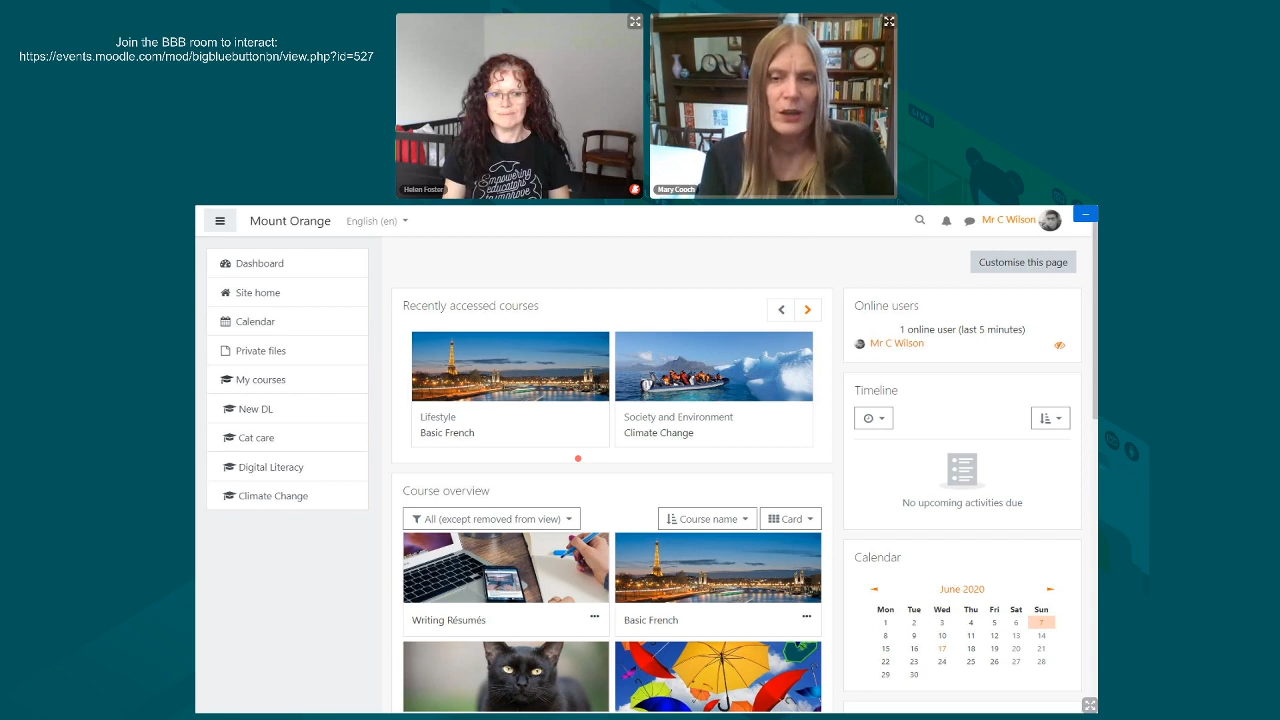 Join the BBB room to interact:
https://events.moodle.com/mod/bigbluebuttonbn/view.php?id=527
LIVE
Empowering
educators
to improve
Helen Foster
Mary Cooch
Mount Orange
English (en)
Mr C Wilson
Dashboard
Site home
Calendar
Private files
My courses
New DL
Cat care
Digital Literacy
Climate Change
Customise this page
Recently accessed courses
Lifestyle
Basic French
Society and Environment
Climate Change
Course overview
All (except removed from view)
Course name
Card
Writing Résumés
Basic French
Online users
1 online user (last 5 minutes)
Mr C Wilson
Timeline
No upcoming activities due
Calendar
June 2020
Mon Tue Wed Thu Fri Sat Sun
1 2 3 4 5 6 7
8 9 10 11 12 13 14
15 16 17 18 19 20 21
22 23 24 25 26 27 28
29 30